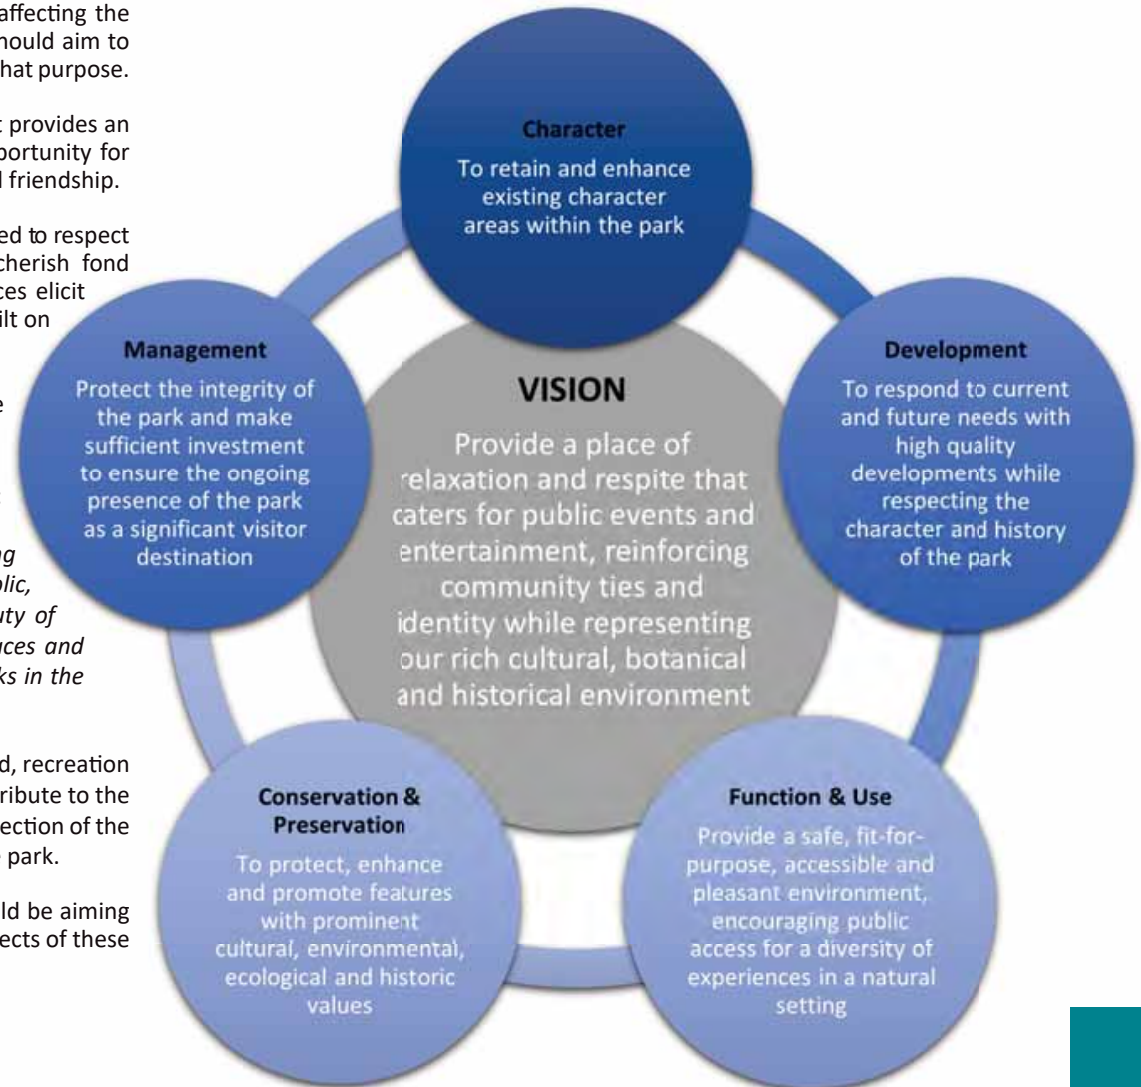 affecting the
should aim to
that purpose.
t provides an
portunity for
d friendship.
ed to respect
cherish fond
ces elicit
ilt on
e
ng
blic,
uty of
aces and
ks in the
d, recreation
tribute to the
ection of the
e park.
uld be aiming
ects of these
Character
To retain and enhance
existing character
areas within the park
Development
To respond to current
and future needs with
high quality
developments while
respecting the
character and history
of the park
Function & Use
Provide a safe, fit-for-
purpose, accessible and
pleasant environment,
encouraging public
access for a diversity of
experiences in a natural
setting
Conservation &
Preservation
To protect, enhance
and promote features
with prominent
cultural, environmental,
ecological and historic
values
Management
Protect the integrity of
the park and make
sufficient investment
to ensure the ongoing
presence of the park
as a significant visitor
destination
VISION
Provide a place of
relaxation and respite that
caters for public events and
entertainment, reinforcing
community ties and
identity while representing
our rich cultural, botanical
and historical environment